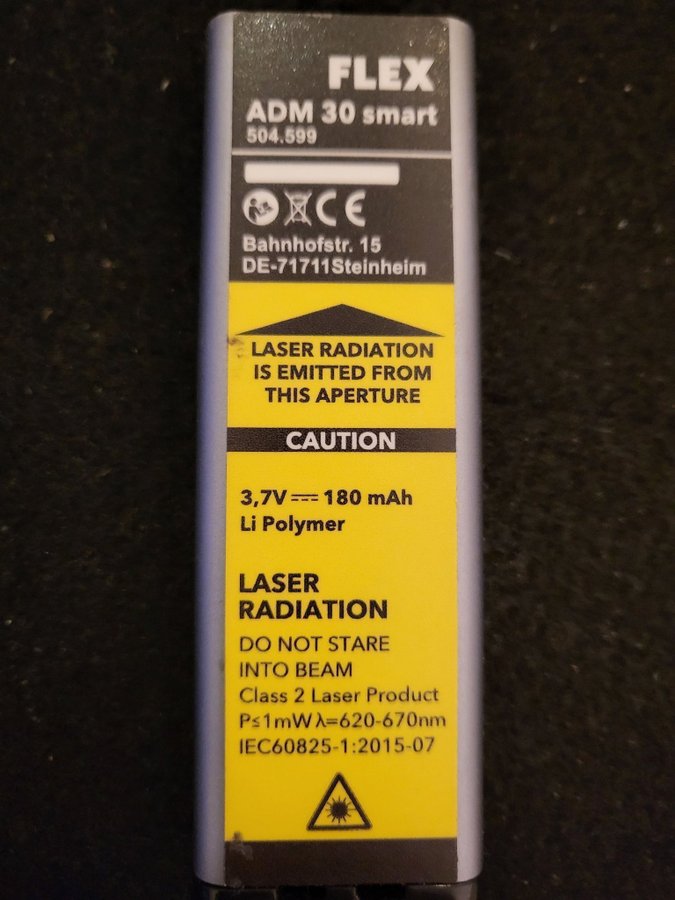 FLEX
ADM 30 smart
504.599
CE
Bahnhofstr. 15
DE-71711Steinheim
LASER RADIATION
IS EMITTED FROM
THIS APERTURE
CAUTION
3,7V ⎓ 180 mAh
Li Polymer
LASER
RADIATION
DO NOT STARE
INTO BEAM
Class 2 Laser Product
P≤1mW λ=620-670nm
IEC60825-1:2015-07